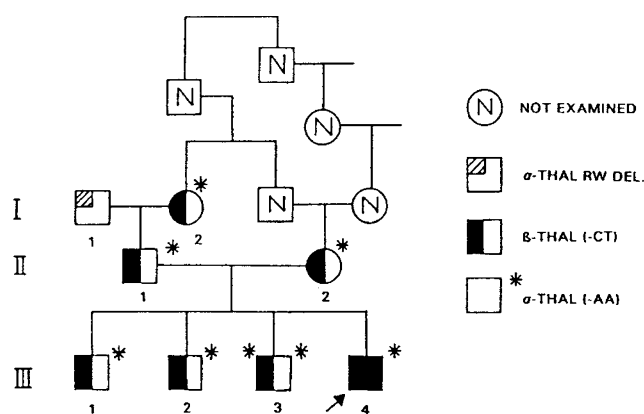 N
N
N
N
N
I
1
2
II
1
2
III
1
2
3
4
N NOT EXAMINED
α-THAL RW DEL.
ß-THAL (-CT)
* α-THAL (-AA)